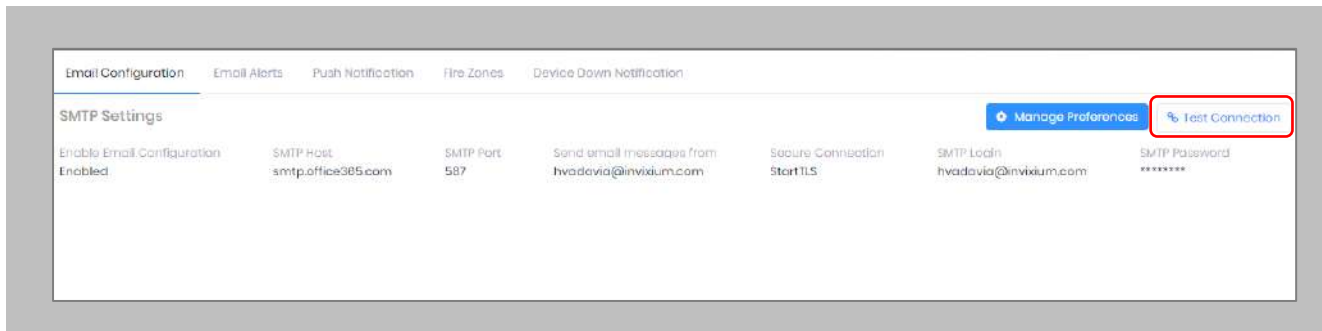 Email Configuration Email Alerts Push Notification Fire Zones Device Down Notification
SMTP Settings Manage Preferences Test Connection
Enable Email Configuration SMTP Host SMTP Port Send email messages from Secure Connection SMTP Login SMTP Password
Enabled smtp.office365.com 587 hvadavia@invixium.com StartTLS hvadavia@invixium.com ********